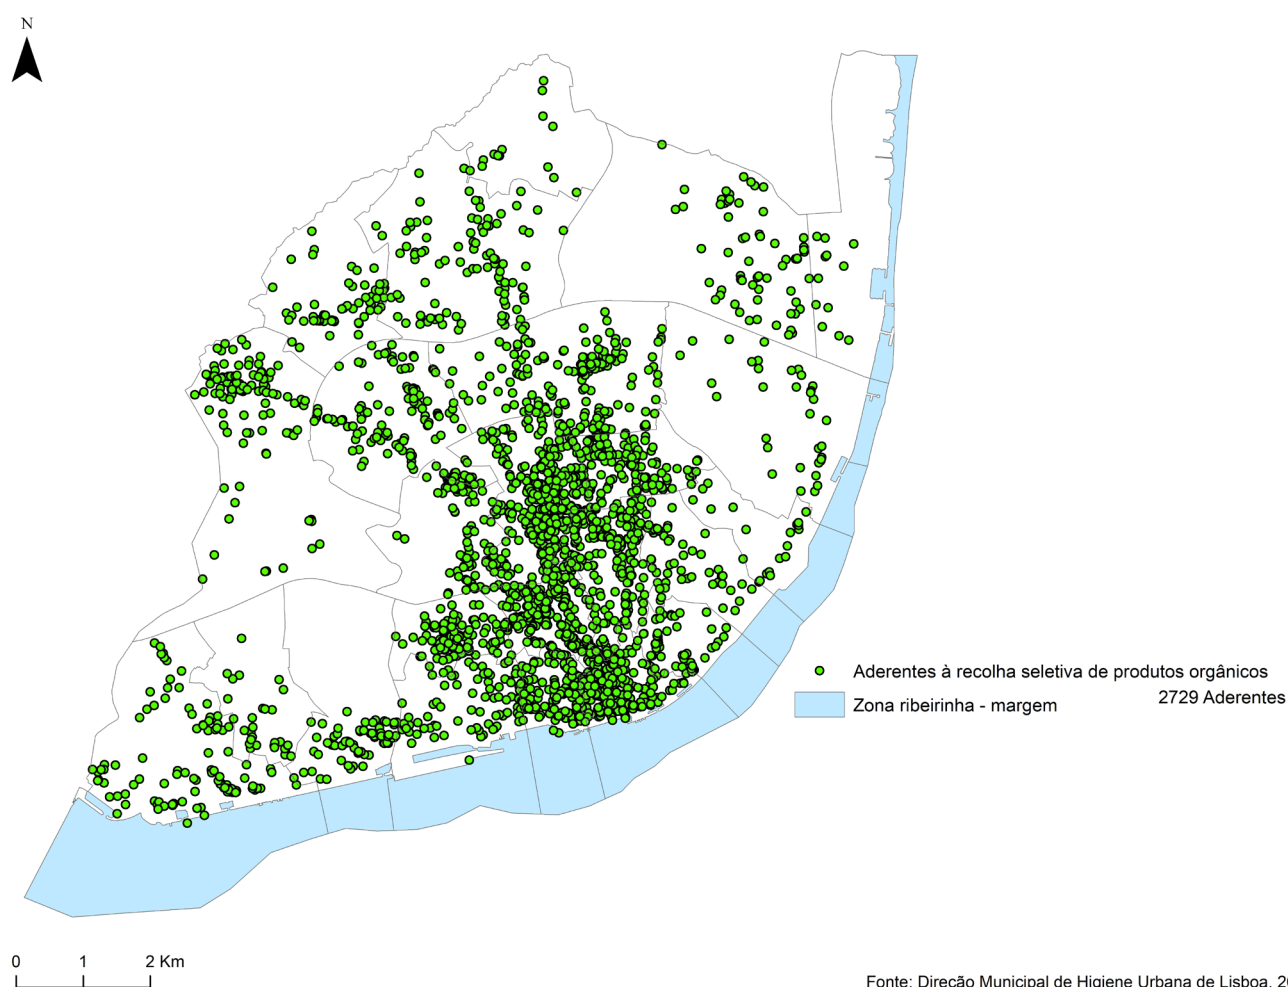 N
Aderentes à recolha seletiva de produtos orgânicos
2729 Aderentes
Zona ribeirinha - margem
0 1 2 Km
Fonte: Direção Municipal de Higiene Urbana de Lisboa,